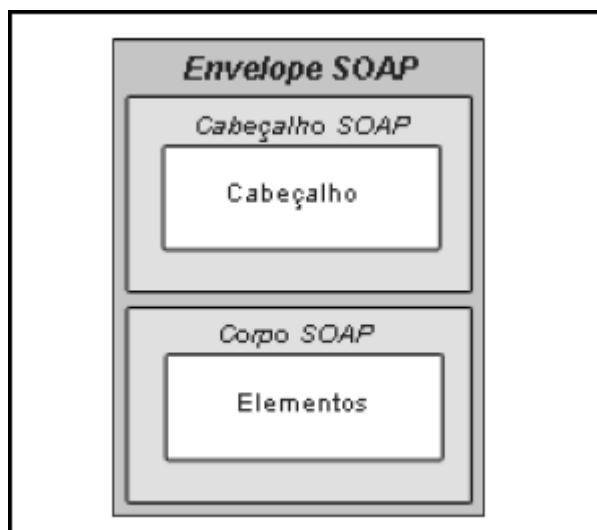 Envelope SOAP
Cabeçalho SOAP
Cabeçalho
Corpo SOAP
Elementos